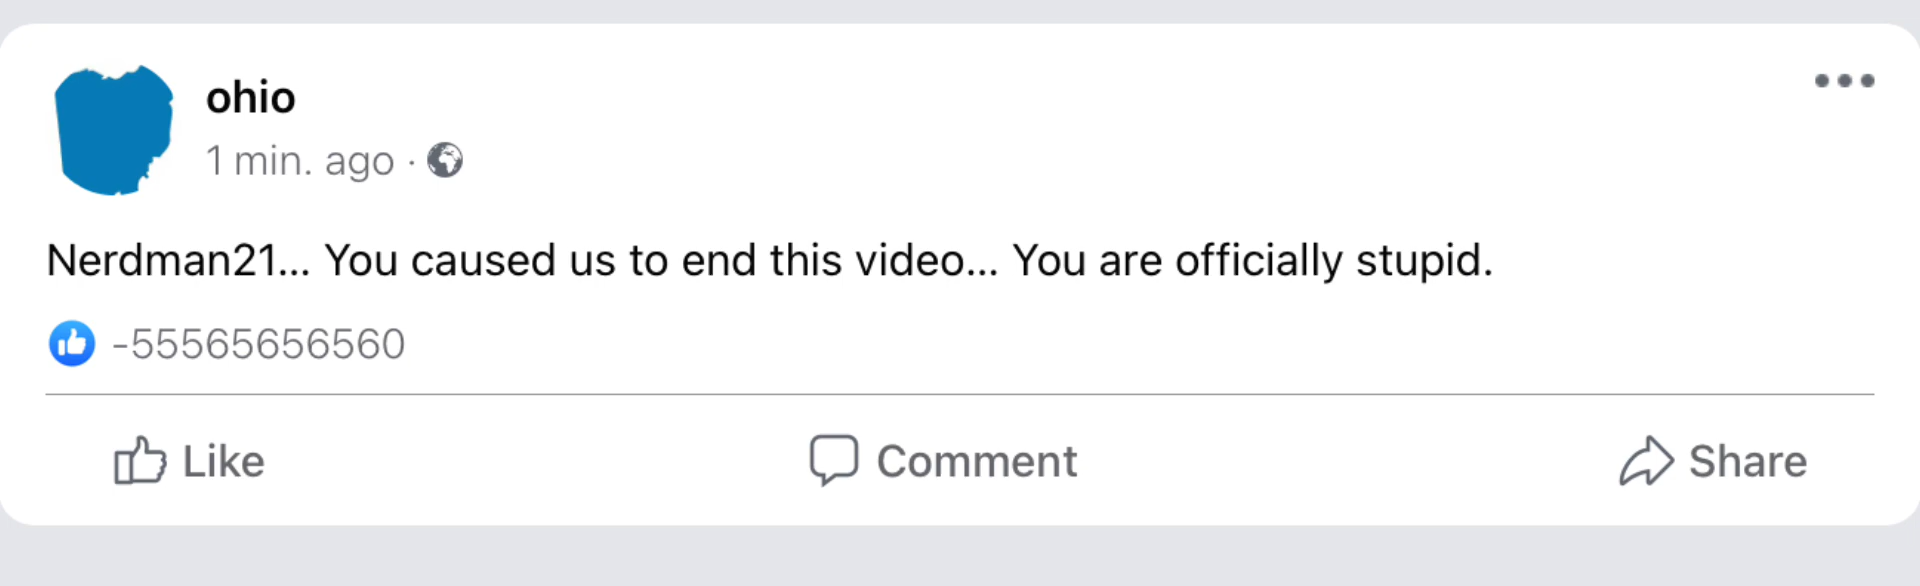 ohio
1 min. ago ·
Nerdman21... You caused us to end this video... You are officially stupid.
-55565656560
Like Comment Share